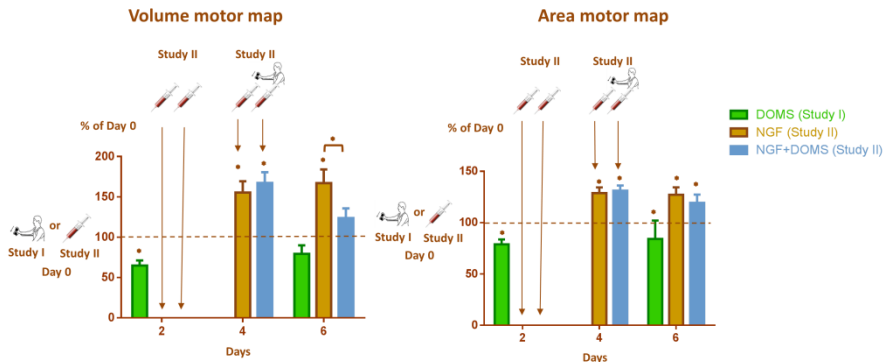 Volume motor map
Study II
Study II
% of Day 0
200
150
100
50
0
or
Study I
Study II
Day 0
2
4
6
Days
Area motor map
Study II
Study II
% of Day 0
150
100
50
0
or
Study I
Study II
Day 0
2
4
6
Days
DOMS (Study I)
NGF (Study II)
NGF+DOMS (Study II)